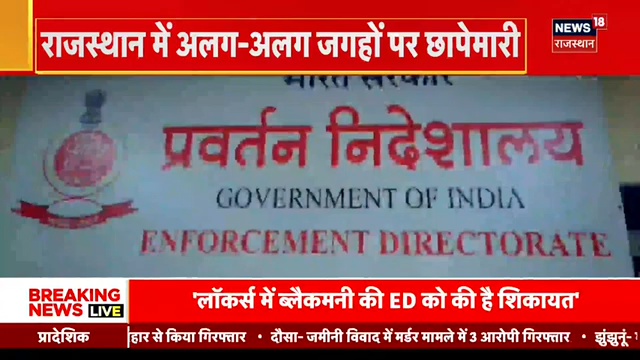 राजस्थान में अलग-अलग जगहों पर छापेमारी
NEWS 18
राजस्थान
भारत सरकार
प्रवर्तन निदेशालय
GOVERNMENT OF INDIA
ENFORCEMENT DIRECTORATE
BREAKING
NEWS LIVE
'लॉकर्स में ब्लैकमनी की ED को की है शिकायत'
प्रादेशिक
हार से किया गिरफ्तार • दौसा- जमीनी विवाद में मर्डर मामले में 3 आरोपी गिरफ्तार • झुंझुनूं-